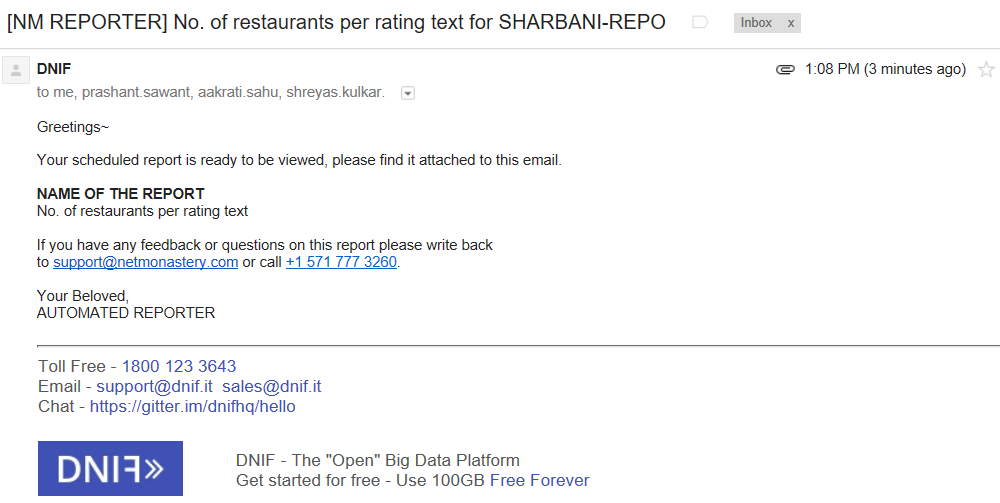 [NM REPORTER] No. of restaurants per rating text for SHARBANI-REPO Inbox x
DNIF 1:08 PM (3 minutes ago)
to me, prashant.sawant, aakrati.sahu, shreyas.kulkar.
Greetings~
Your scheduled report is ready to be viewed, please find it attached to this email.
NAME OF THE REPORT
No. of restaurants per rating text
If you have any feedback or questions on this report please write back
to support@netmonastery.com or call +1 571 777 3260.
Your Beloved,
AUTOMATED REPORTER
Toll Free - 1800 123 3643
Email - support@dnif.it sales@dnif.it
Chat - https://gitter.im/dnifhq/hello
DNIF»
DNIF - The "Open" Big Data Platform
Get started for free - Use 100GB Free Forever